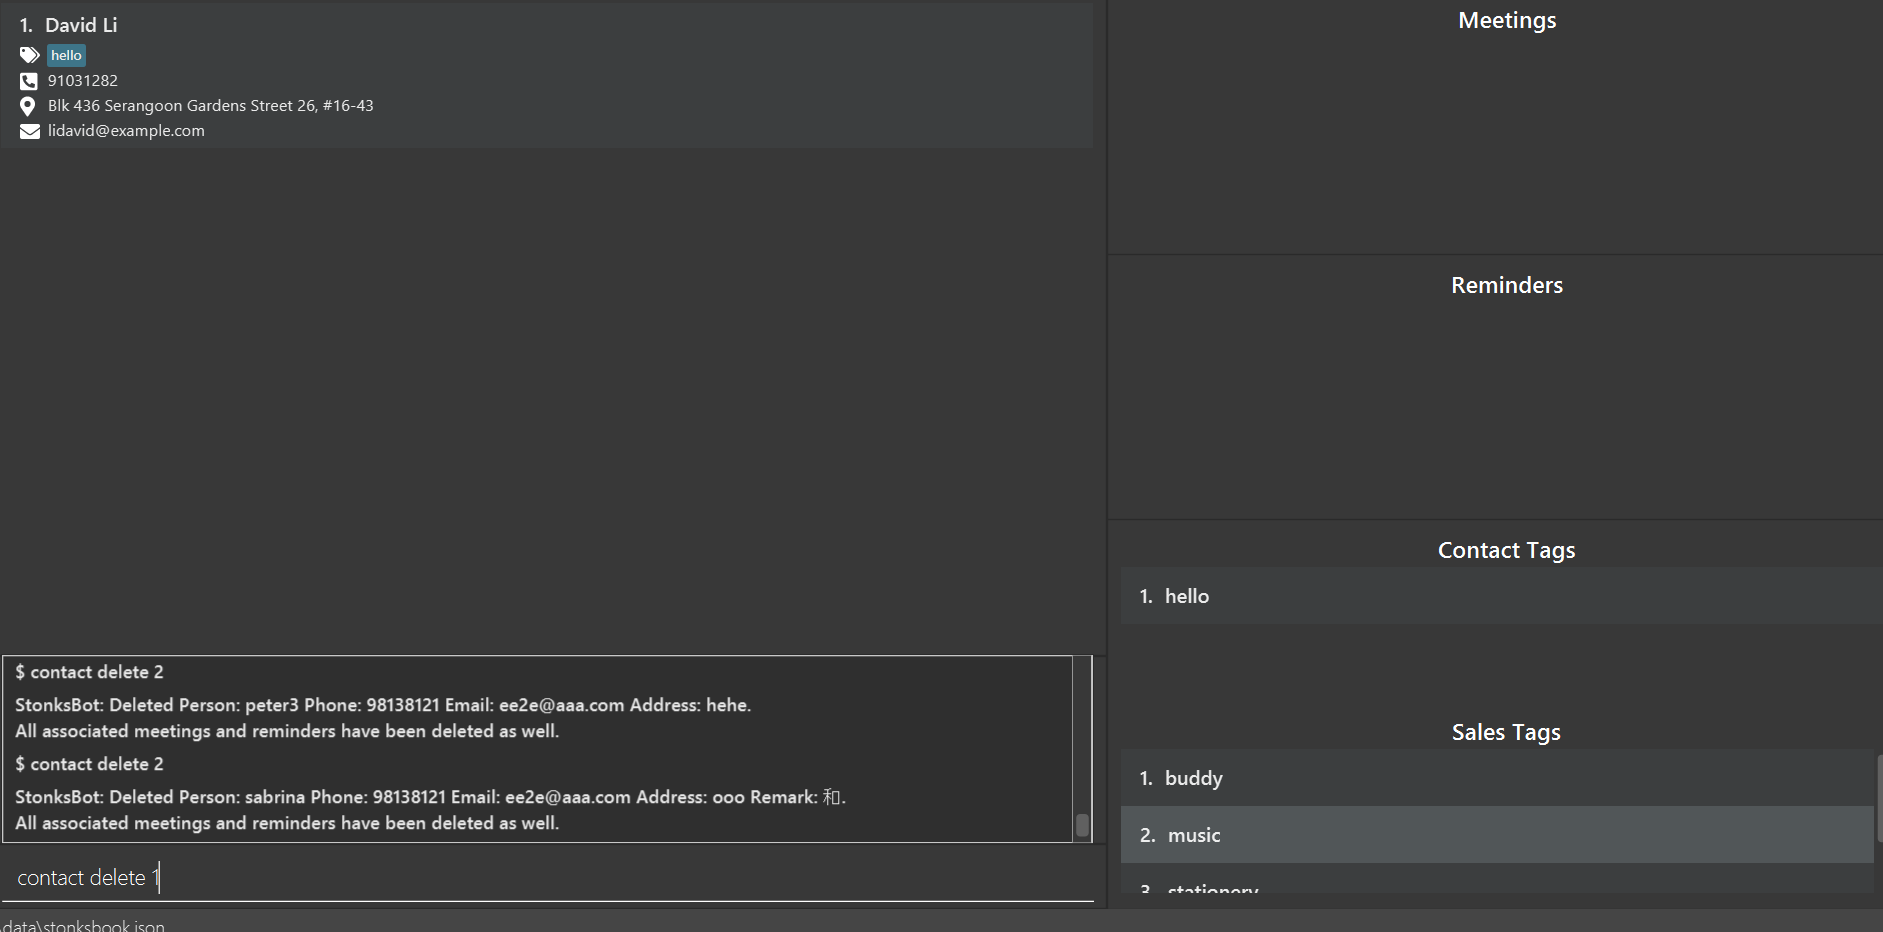 1. David Li
hello
91031282
Blk 436 Serangoon Gardens Street 26, #16-43
lidavid@example.com
$ contact delete 2
StonksBot: Deleted Person: peter3 Phone: 98138121 Email: ee2e@aaa.com Address: hehe.
All associated meetings and reminders have been deleted as well.
$ contact delete 2
StonksBot: Deleted Person: sabrina Phone: 98138121 Email: ee2e@aaa.com Address: ooo Remark: 和.
All associated meetings and reminders have been deleted as well.
contact delete 1
\data\stonksbook.json
Meetings
Reminders
Contact Tags
1. hello
Sales Tags
1. buddy
2. music
3. stationery